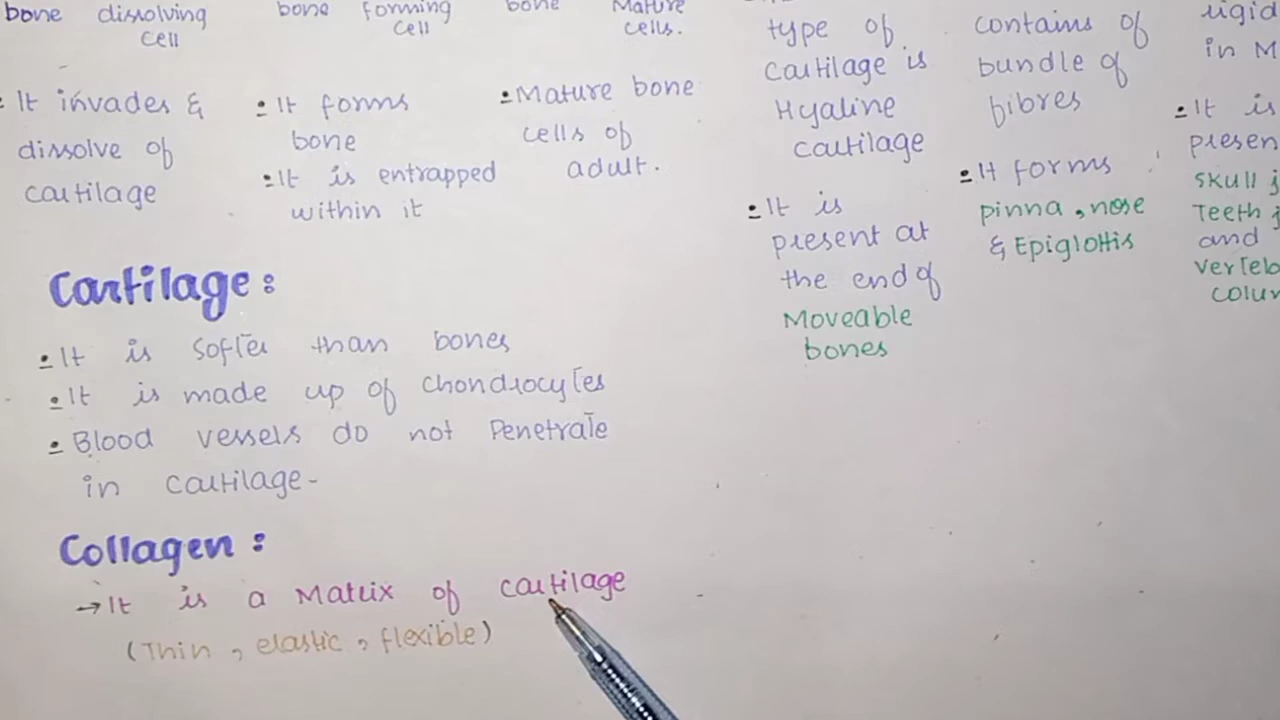 bone dissolving
cell
: It invades &
dissolve of
cartilage
bone forming
cell
: It forms
bone
: It is entrapped
within it
bone Mature
cells.
: Mature bone
cells of
adult.
type of
cartilage is
Hyaline
cartilage
: It is
present at
the end of
Moveable
bones
contains of
bundle of
fibres
: It forms
pinna, nose
& Epiglottis
in M
: It is
presen
skull j
Teeth j
and
Cartilage:
: It is Softer than bones
: It is made up of chondrocytes
: Blood vessels do not Penetrate
in cartilage-
Collagen:
→ It is a Matrix of cartilage
(Thin, elastic, flexible)